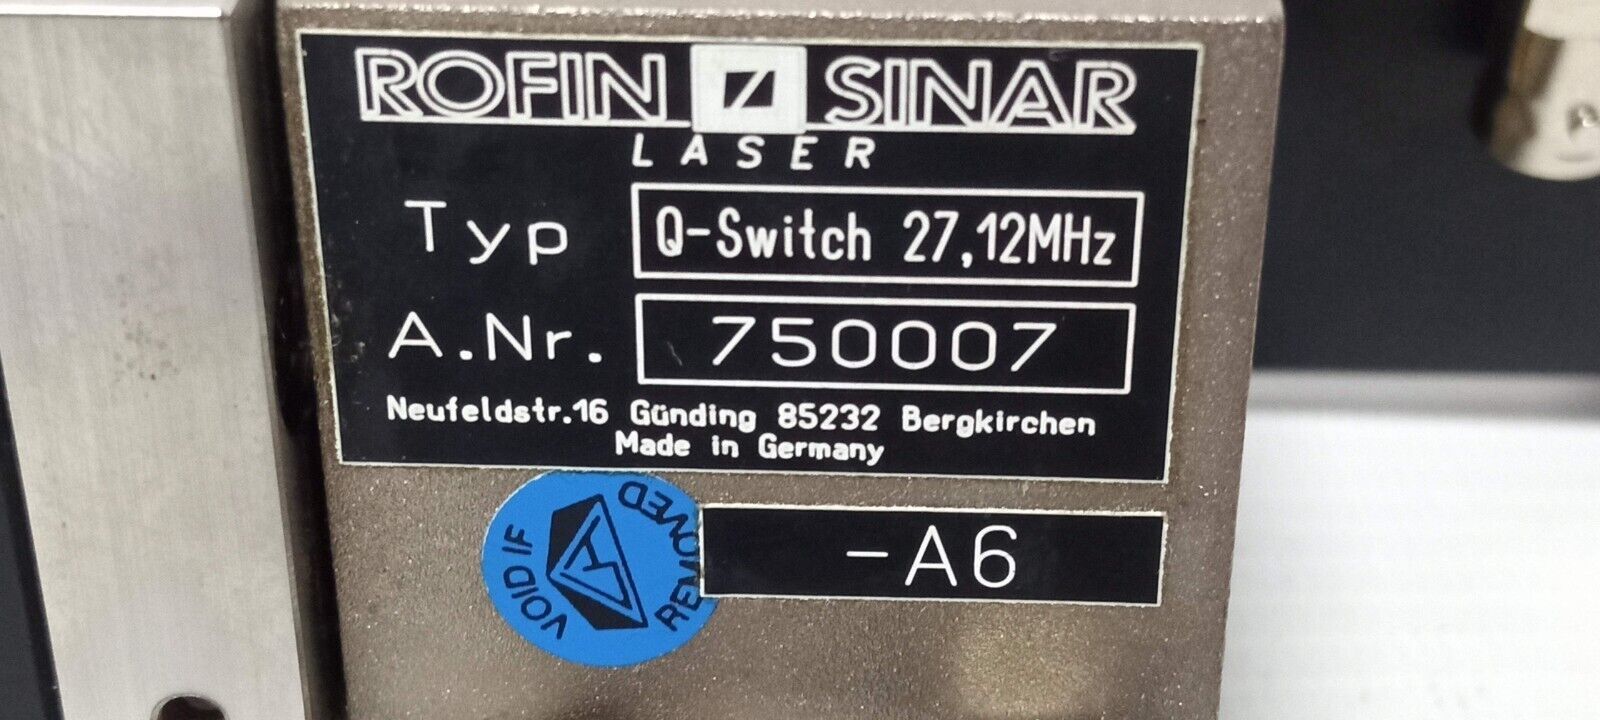 ROFIN SINAR
LASER
Typ Q-Switch 27,12MHz
A.Nr. 750007
Neufeldstr.16 Günding 85232 Bergkirchen
Made in Germany
VOID IF REMOVED
-A6